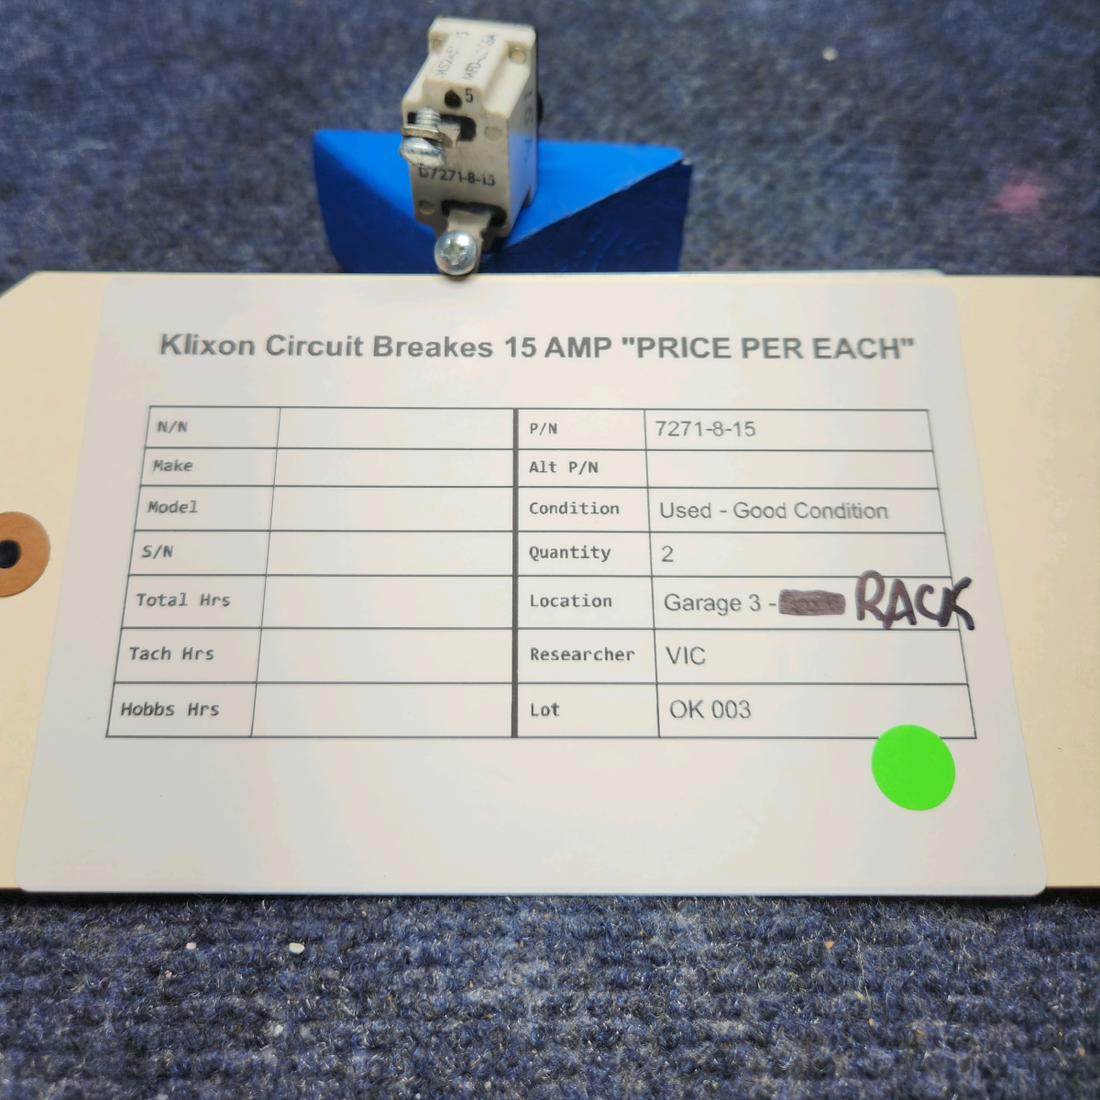 5
D7271-8-15
Klixon Circuit Breakes 15 AMP "PRICE PER EACH"
N/N P/N 7271-8-15
Make Alt P/N
Model Condition Used - Good Condition
S/N Quantity 2
Total Hrs Location Garage 3 - RACK
Tach Hrs Researcher VIC
Hobbs Hrs Lot OK 003